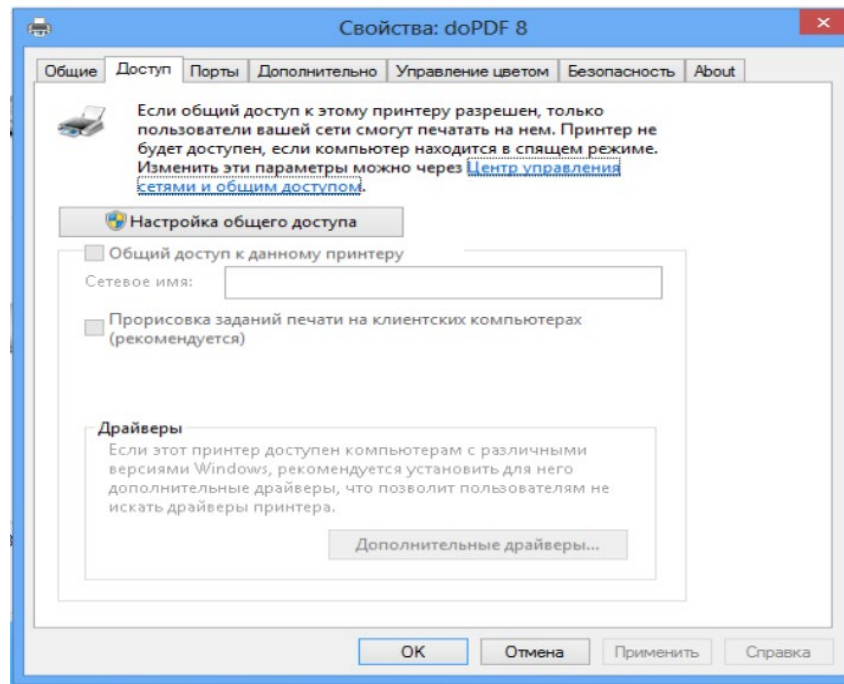 Свойства: doPDF 8
Общие Доступ Порты Дополнительно Управление цветом Безопасность About
Если общий доступ к этому принтеру разрешен, только
пользователи вашей сети смогут печатать на нем. Принтер не
будет доступен, если компьютер находится в спящем режиме.
Изменить эти параметры можно через Центр управления
сетями и общим доступом.
Настройка общего доступа
Общий доступ к данному принтеру
Сетевое имя:
Прорисовка заданий печати на клиентских компьютерах
(рекомендуется)
Драйверы
Если этот принтер доступен компьютерам с различными
версиями Windows, рекомендуется установить для него
дополнительные драйверы, что позволит пользователям не
искать драйверы принтера.
Дополнительные драйверы...
OK Отмена Применить Справка